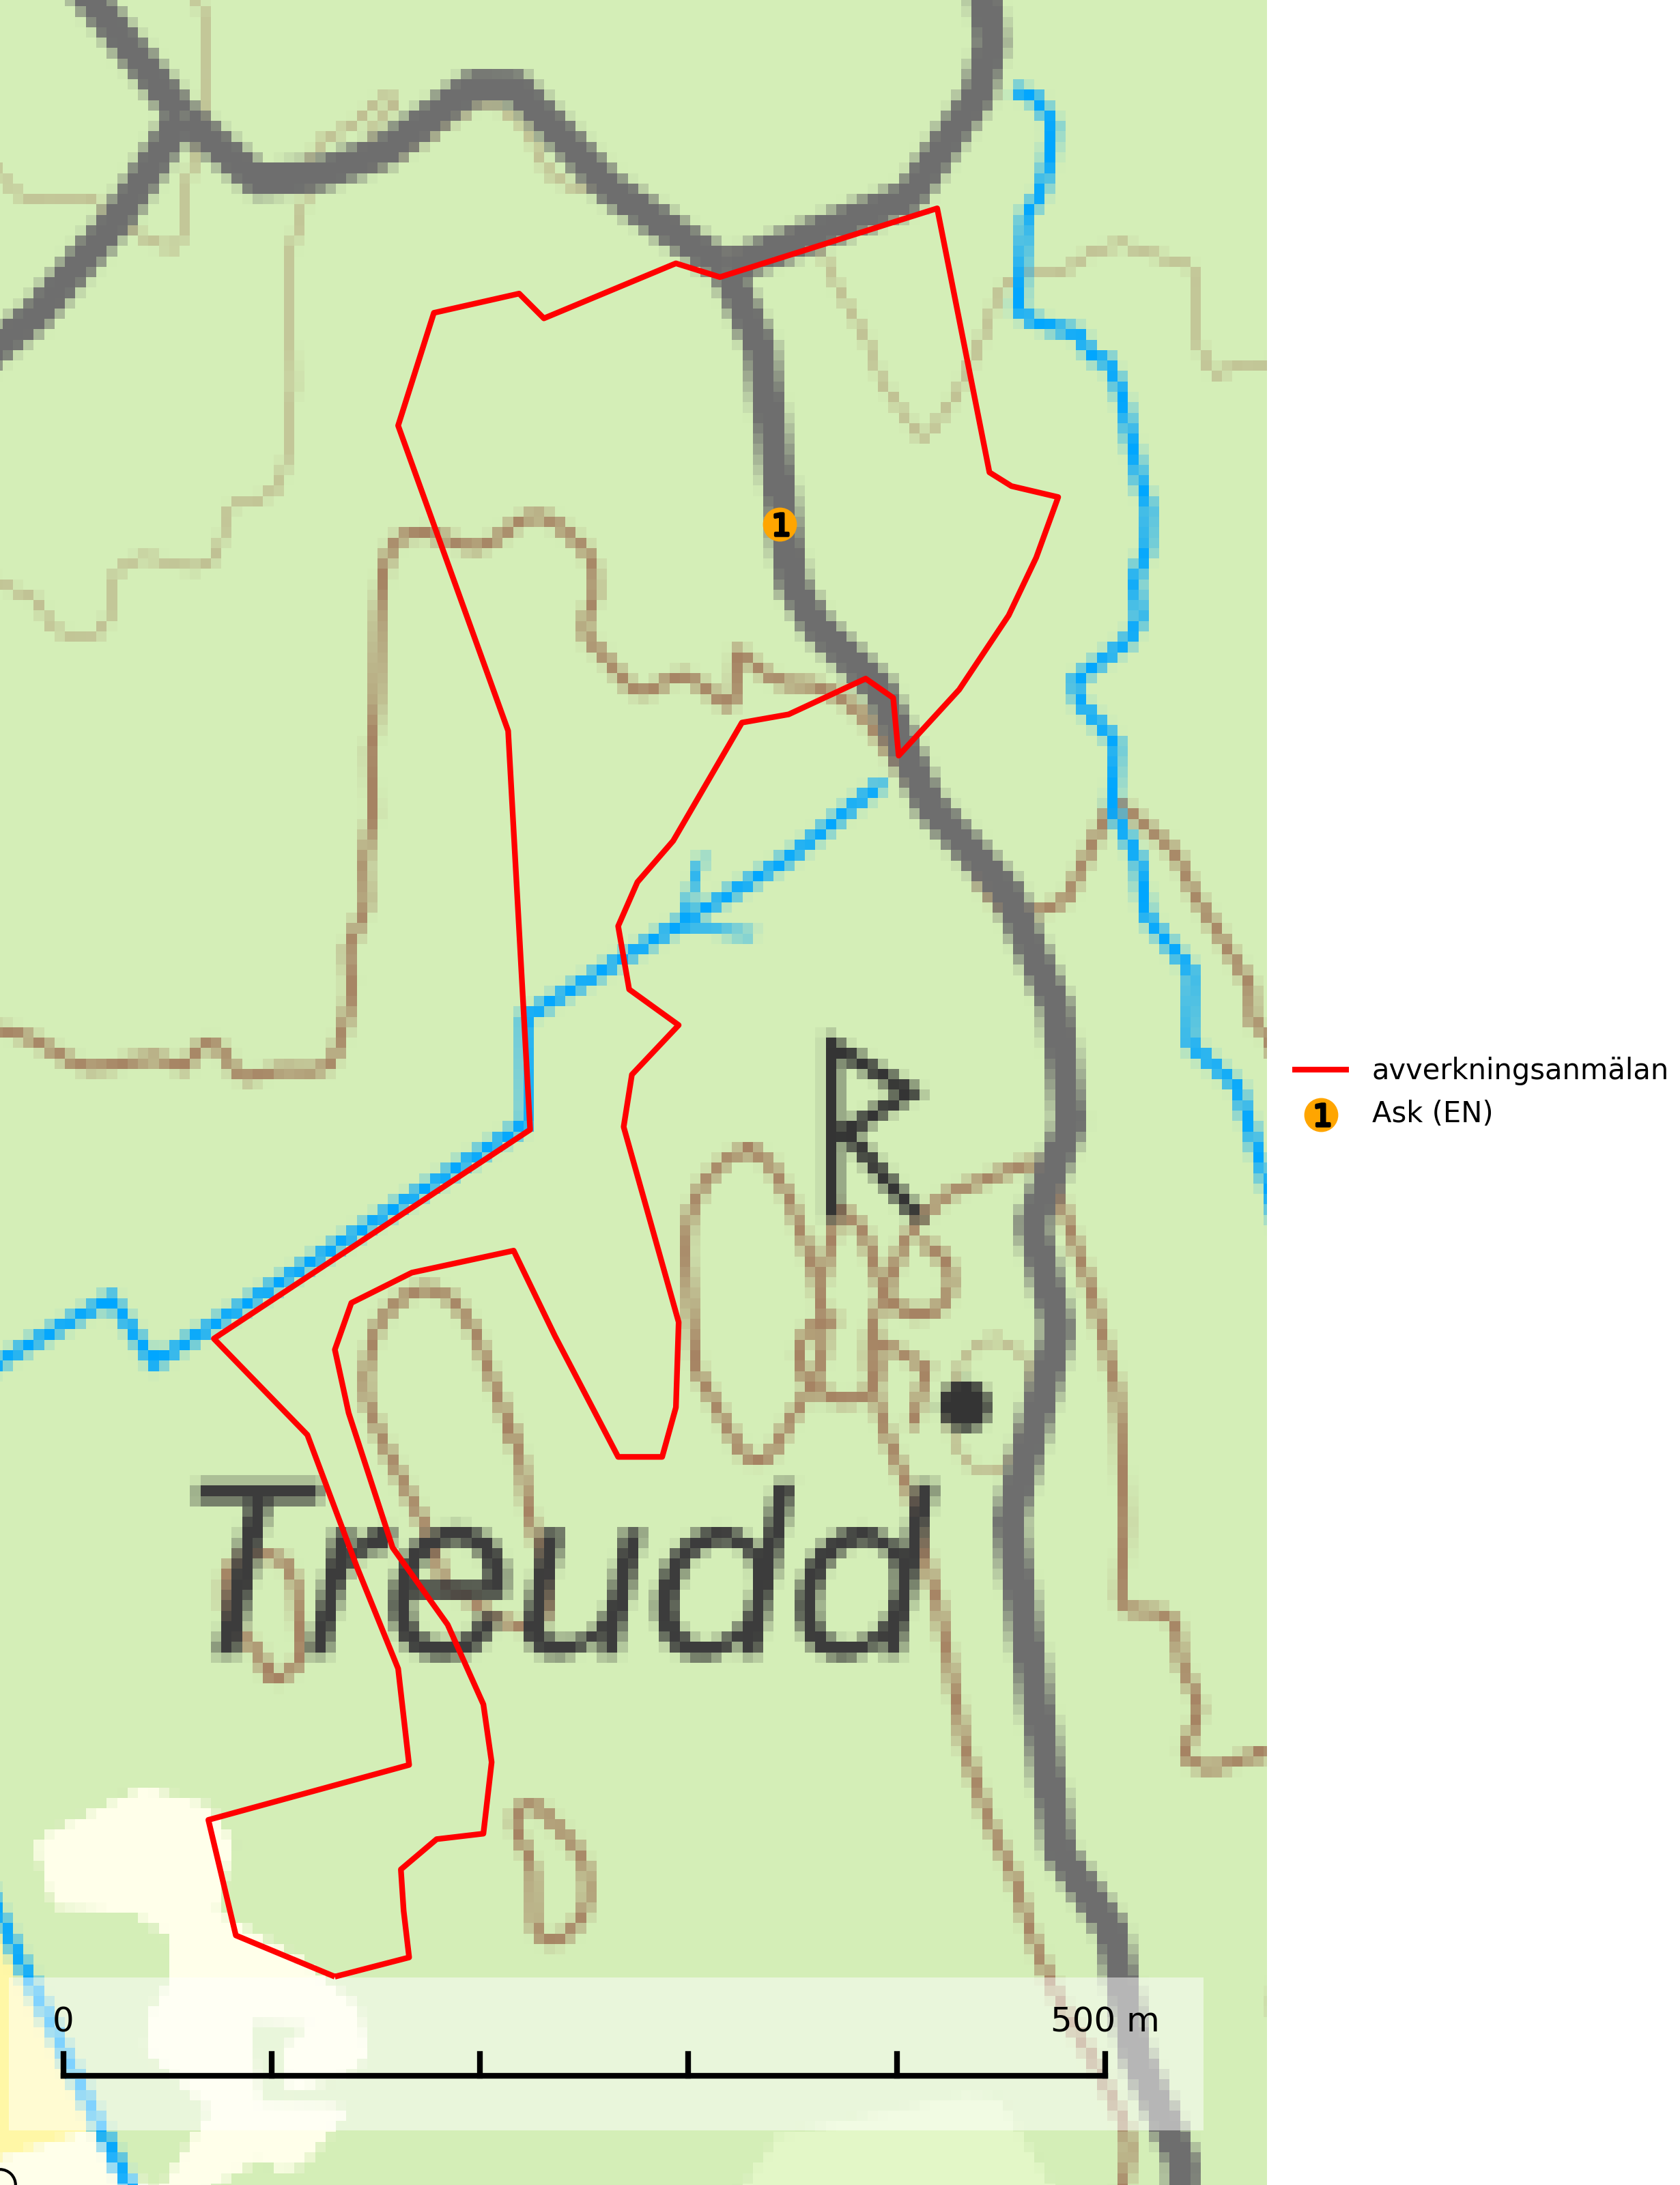 1
R
avverkningsanmälan
1 Ask (EN)
Treudd
0 500 m